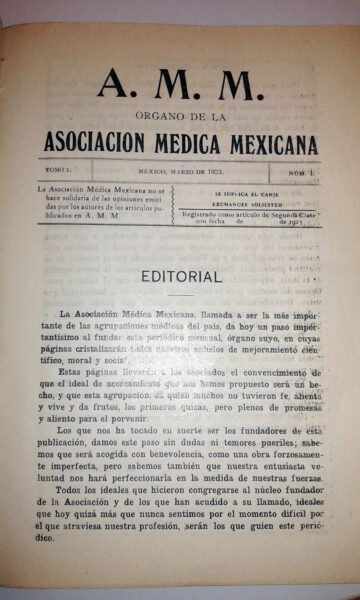 A. M. M.
ORGANO DE LA
ASOCIACION MEDICA MEXICANA
TOMO I. MEXICO, MARZO DE 1923. NÚM. 1
La Asociación Médica Mexicana no se
hace solidaria de las opiniones emiti-
das por los autores de los artículos pu-
blicados en A. M. M.
SE SUPLICA EL CANJE
EXCHANGES SOLICITED
Registrado como artículo de Segunda Clase
con fecha de de 1923
EDITORIAL
La Asociación Médica Mexicana, llamada a ser la más impor-
tante de las agrupaciones médicas del país, da hoy un paso impor-
tantísimo al fundar este periódico mensual, órgano suyo, en cuyas
páginas cristalizarán todos nuestros anhelos de mejoramiento cien-
tífico, moral y social.
Estas páginas llevarán a los asociados el convencimiento de
que el ideal de acercamiento que nos hemos propuesto será un he-
cho, y que esta agrupación, en quien muchos no tuvieron fe, alienta
y vive y da frutos, los primeros quizás, pero plenos de promesas
y aliento para el porvenir.
Los que nos ha tocado en suerte ser los fundadores de esta
publicación, damos este paso sin dudas ni temores pueriles; sabe-
mos que será acogida con benevolencia, como una obra forzosamen-
te imperfecta, pero sabemos también que nuestra entusiasta vo-
luntad nos hará perfeccionarla en la medida de nuestras fuerzas.
Todos los ideales que hicieron congregarse al núcleo fundador
de la Asociación y de los que han acudido a su llamado, ideales
que hoy quizá más que nunca sentimos por el momento difícil por
el que atraviesa nuestra profesión, serán los que guíen este perió-
dico.